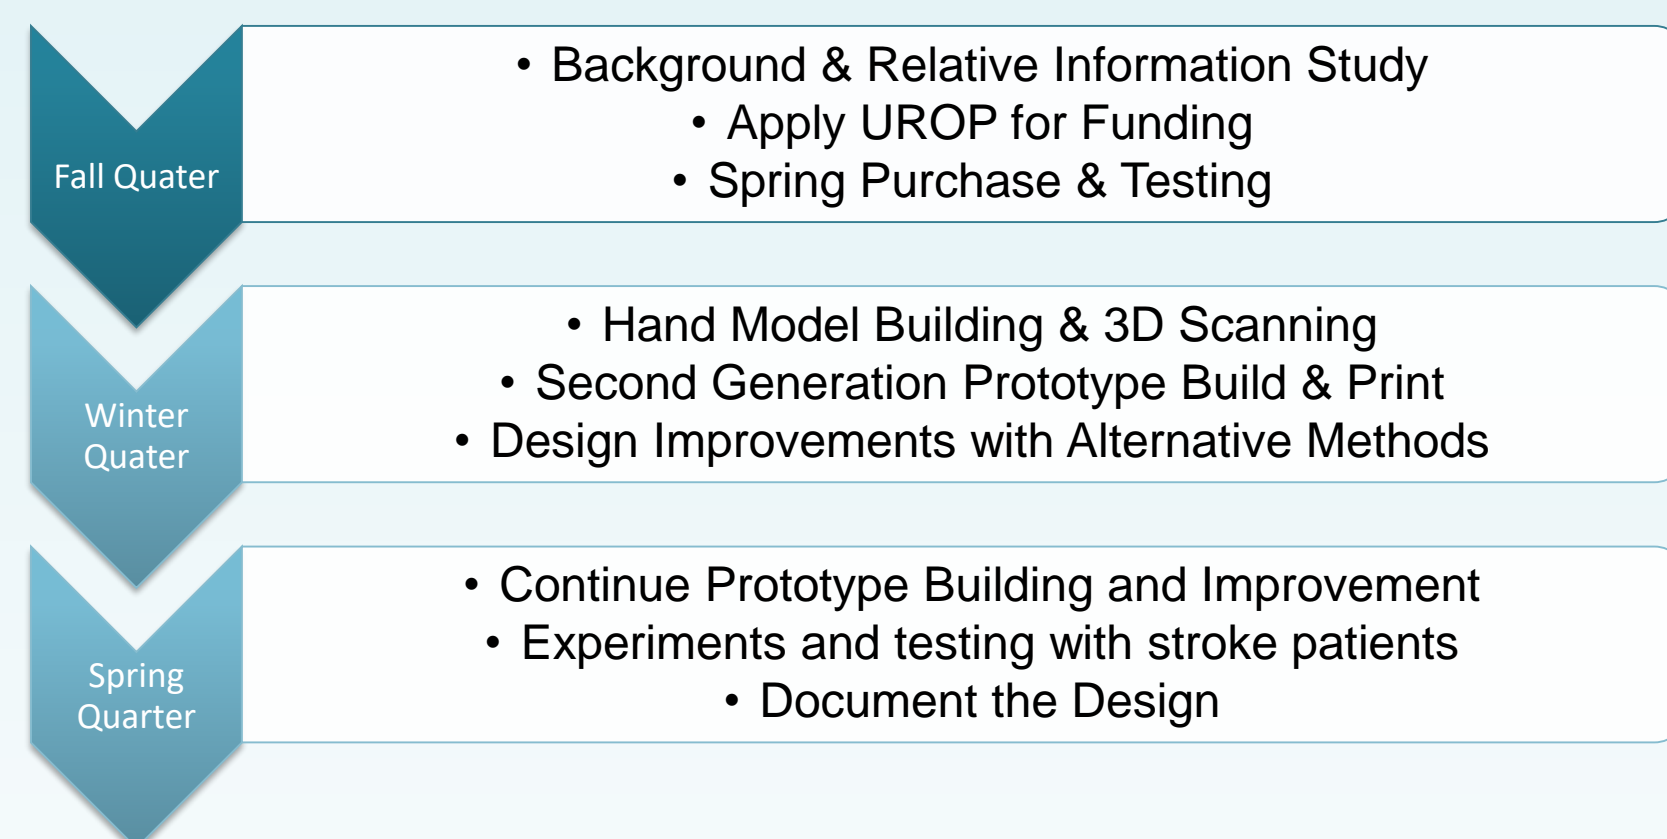 Fall Quater
• Background & Relative Information Study
• Apply UROP for Funding
• Spring Purchase & Testing
Winter
Quater
• Hand Model Building & 3D Scanning
• Second Generation Prototype Build & Print
• Design Improvements with Alternative Methods
Spring
Quarter
• Continue Prototype Building and Improvement
• Experiments and testing with stroke patients
• Document the Design